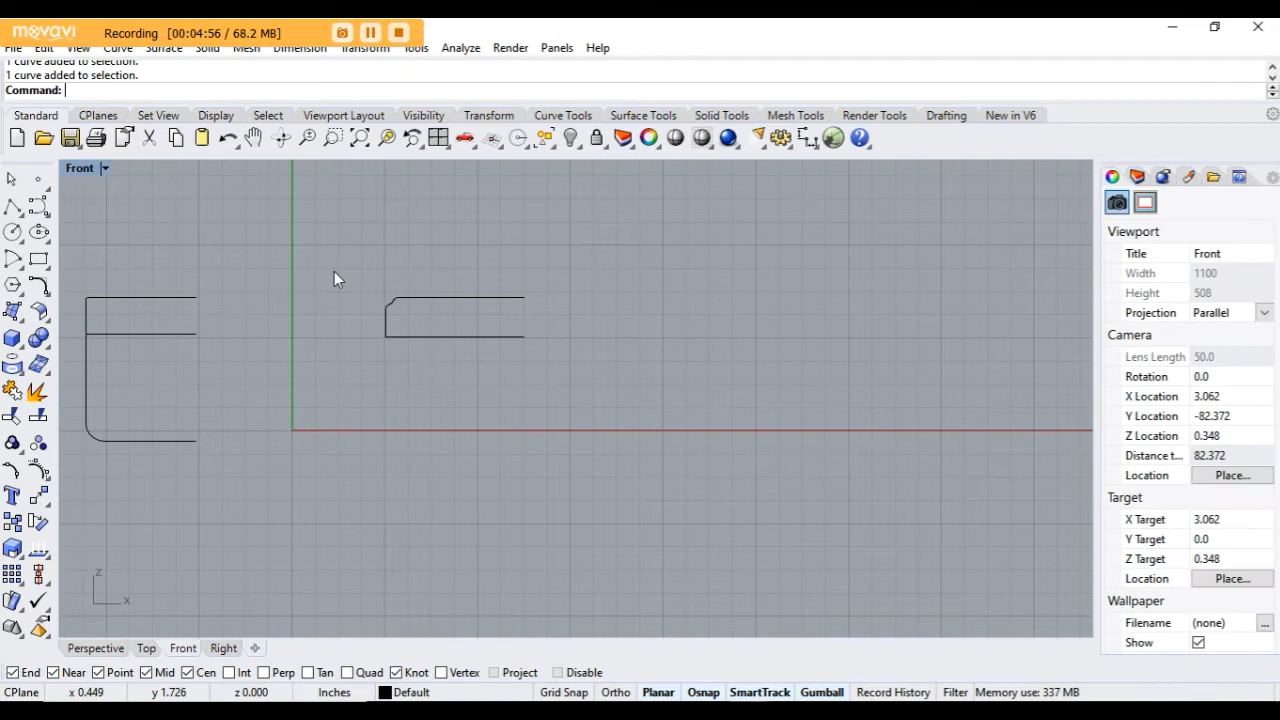 movavi Recording [00:04:56 / 68.2 MB]
File Edit View Curve Surface Solid Mesh Dimension Transform Tools Analyze Render Panels Help
1 curve added to selection.
1 curve added to selection.
Command:
Standard CPlanes Set View Display Select Viewport Layout Visibility Transform Curve Tools Surface Tools Solid Tools Mesh Tools Render Tools Drafting New in V6
Front
Viewport
Title Front
Width 1100
Height 508
Projection Parallel
Camera
Lens Length 50.0
Rotation 0.0
X Location 3.062
Y Location -82.372
Z Location 0.348
Distance t... 82.372
Location Place...
Target
X Target 3.062
Y Target 0.0
Z Target 0.348
Location Place...
Wallpaper
Filename (none) ...
Show
z
x
Perspective Top Front Right
End Near Point Mid Cen Int Perp Tan Quad Knot Vertex Project Disable
CPlane x 0.449 y 1.726 z 0.000 Inches Default Grid Snap Ortho Planar Osnap SmartTrack Gumball Record History Filter Memory use: 337 MB